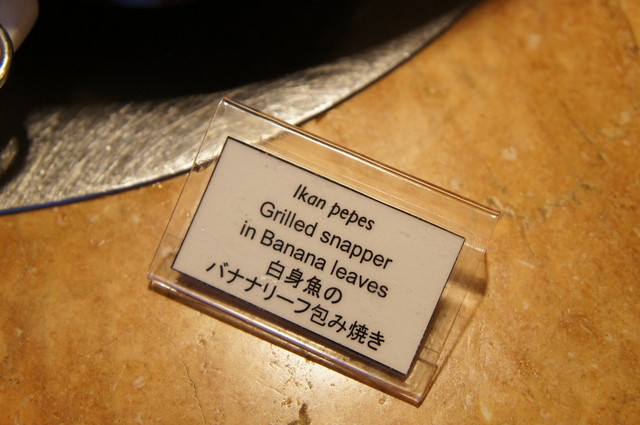 Ikan pepes
Grilled snapper
in Banana leaves
白身魚の
バナナリーフ包み焼き